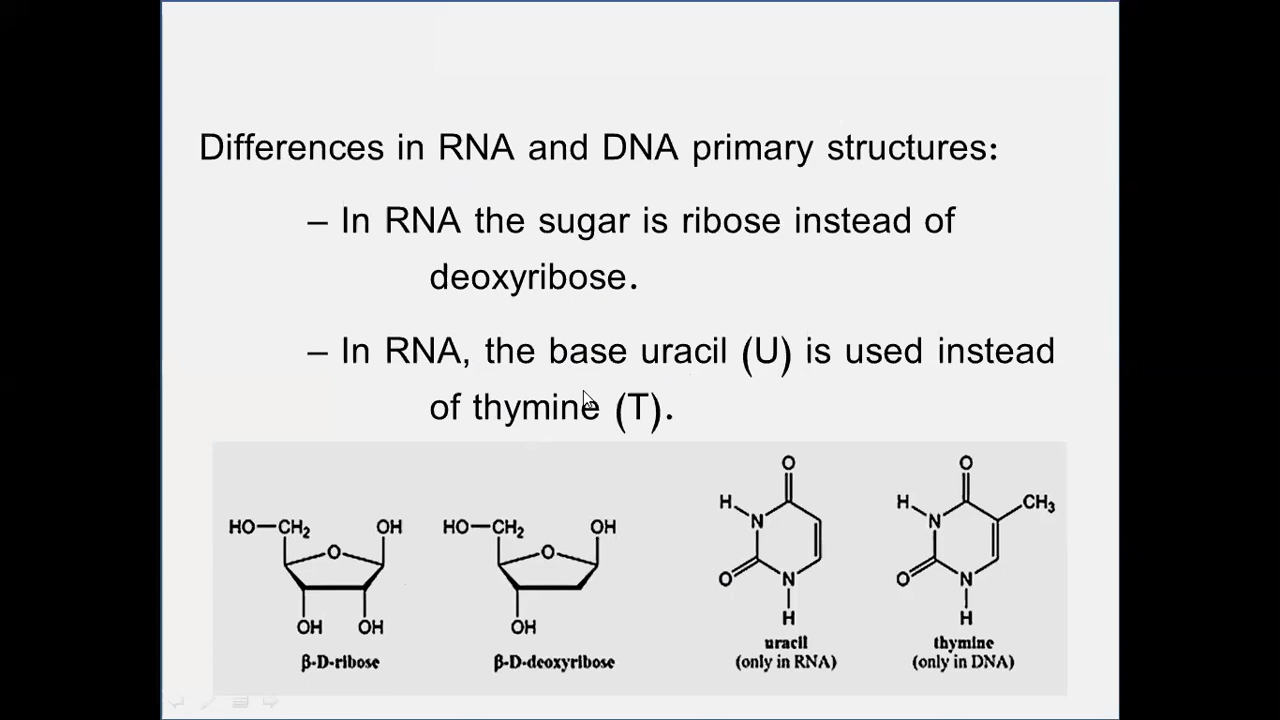 Differences in RNA and DNA primary structures:
– In RNA the sugar is ribose instead of
deoxyribose.
– In RNA, the base uracil (U) is used instead
of thymine (T).
HO—CH₂ OH
O
OH OH
β-D-ribose
HO—CH₂ OH
O
OH
β-D-deoxyribose
O
H
N
O N
H
uracil
(only in RNA)
O
H CH₃
N
O N
H
thymine
(only in DNA)